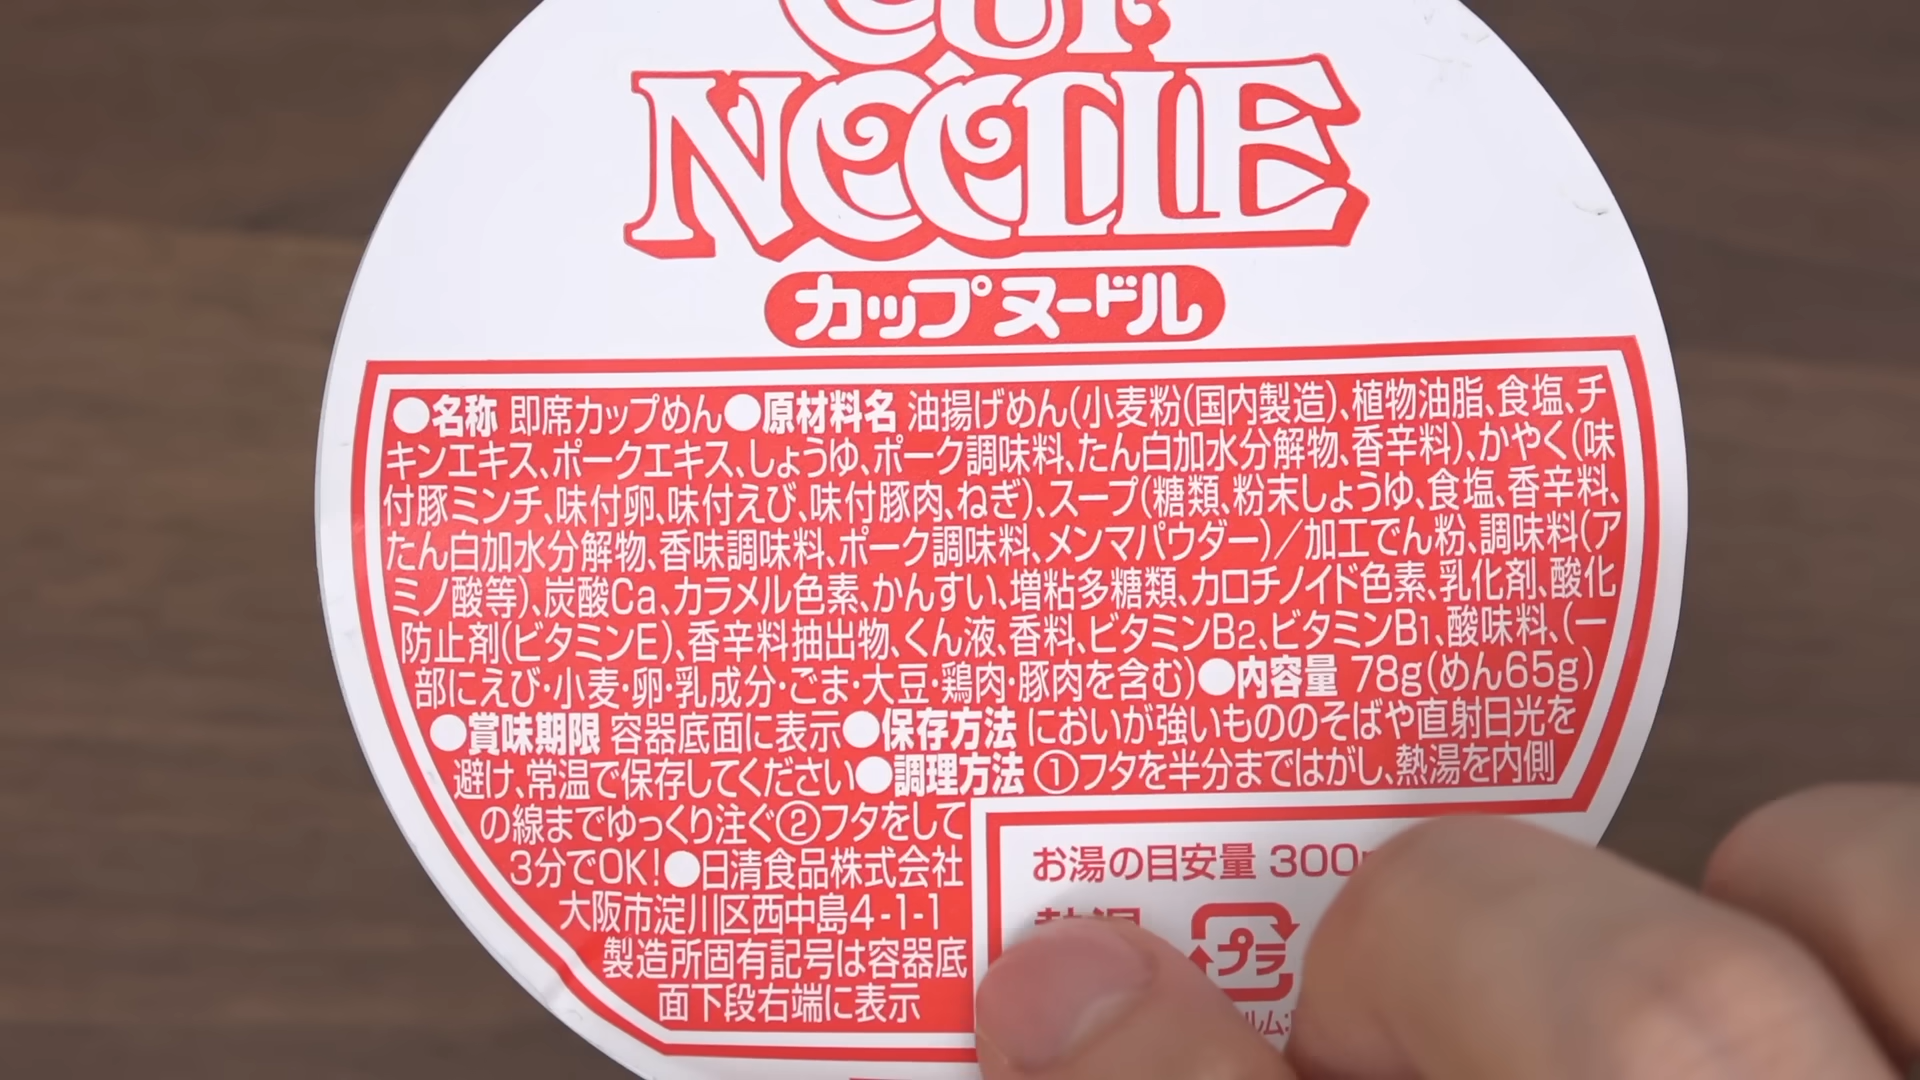 CUP
NOODLE
カップヌードル
●名称 即席カップめん●原材料名 油揚げめん(小麦粉(国内製造)、植物油脂、食塩、チ
キンエキス、ポークエキス、しょうゆ、ポーク調味料、たん白加水分解物、香辛料)、かやく(味
付豚ミンチ、味付卵、味付えび、味付豚肉、ねぎ)、スープ(糖類、粉末しょうゆ、食塩、香辛料、
たん白加水分解物、香味調味料、ポーク調味料、メンマパウダー)/加工でん粉、調味料(ア
ミノ酸等)、炭酸Ca、カラメル色素、かんすい、増粘多糖類、カロチノイド色素、乳化剤、酸化
防止剤(ビタミンE)、香辛料抽出物、くん液、香料、ビタミンB2、ビタミンB1、酸味料、(一
部にえび・小麦・卵・乳成分・ごま・大豆・鶏肉・豚肉を含む)●内容量 78g(めん65g)
●賞味期限 容器底面に表示●保存方法 においが強いもののそばや直射日光を
避け、常温で保存してください●調理方法 ①フタを半分まではがし、熱湯を内側
の線までゆっくり注ぐ②フタをして
3分でOK!●日清食品株式会社
大阪市淀川区西中島4-1-1
製造所固有記号は容器底
面下段右端に表示
お湯の目安量 300
プラ